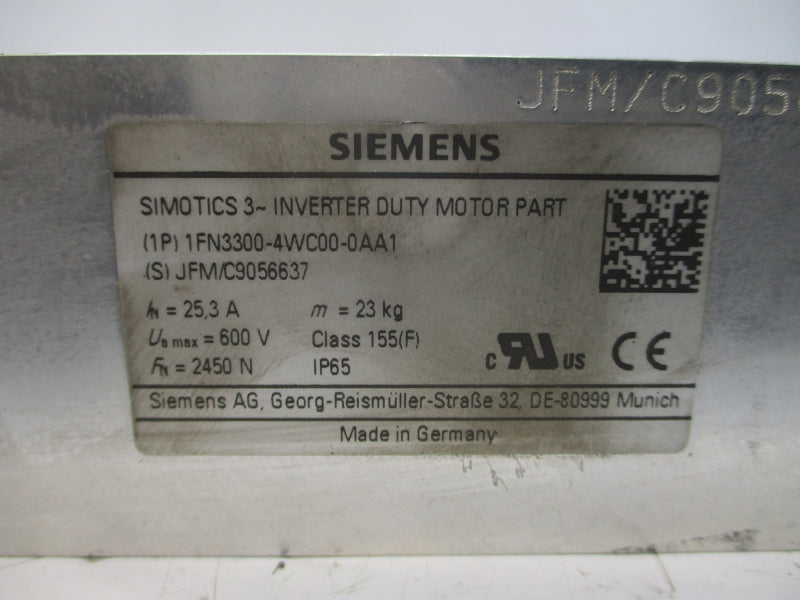 JFM/C905
SIEMENS
SIMOTICS 3~ INVERTER DUTY MOTOR PART
(1P) 1FN3300-4WC00-0AA1
(S) JFM/C9056637
IN = 25,3 A m = 23 kg
Ua max = 600 V Class 155(F)
FN = 2450 N IP65
c RU US CE
Siemens AG, Georg-Reismüller-Straße 32, DE-80999 Munich
Made in Germany